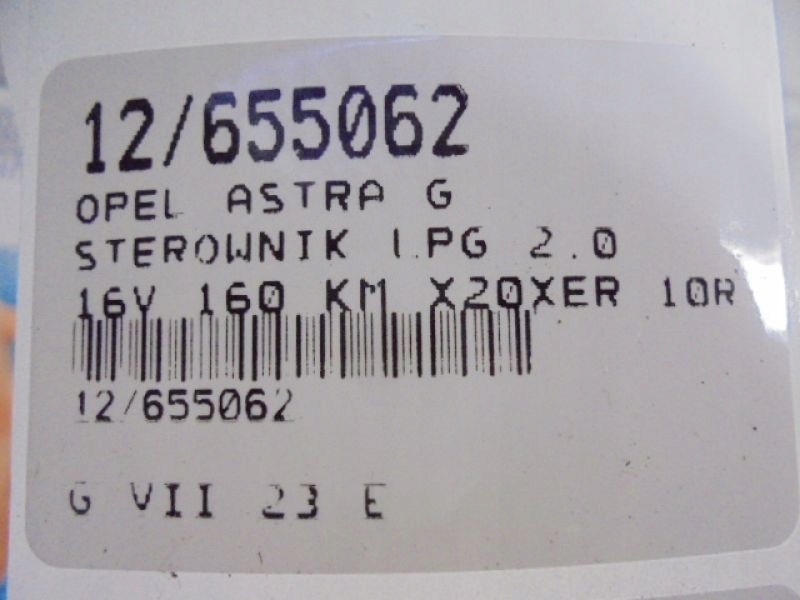 12/655062
OPEL ASTRA G
STEROWNIK LPG 2.0
16V 160 KM X20XER 10R
12/655062
G VII 23 E